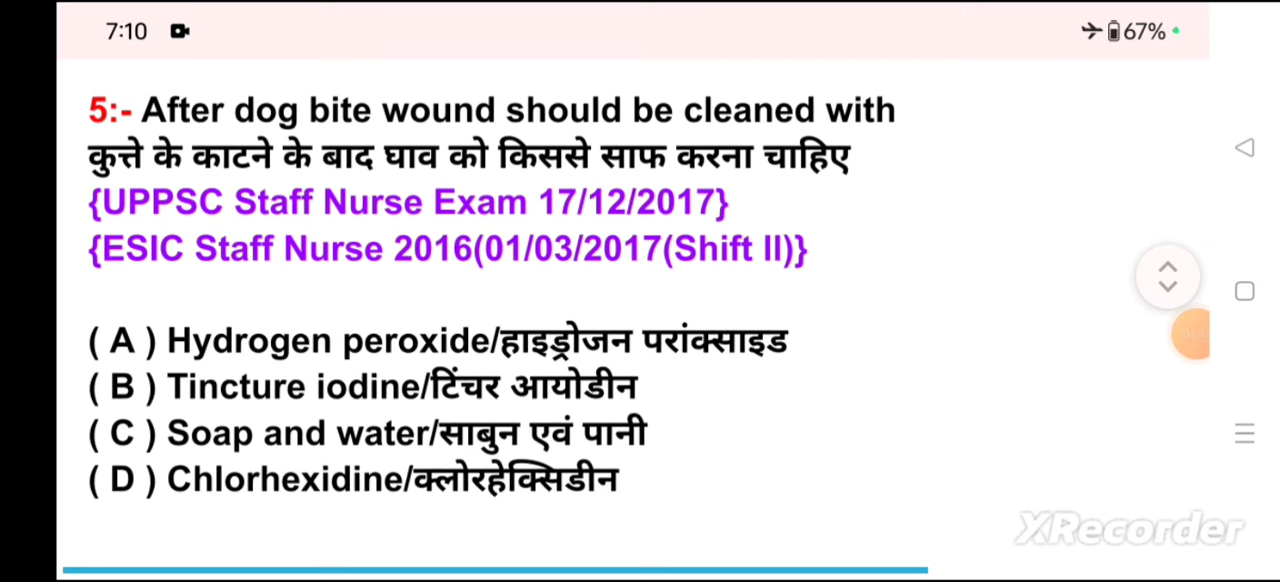 7:10
67%
5:- After dog bite wound should be cleaned with
कुत्ते के काटने के बाद घाव को किससे साफ करना चाहिए
{UPPSC Staff Nurse Exam 17/12/2017}
{ESIC Staff Nurse 2016(01/03/2017(Shift II)}
( A ) Hydrogen peroxide/हाइड्रोजन परांक्साइड
( B ) Tincture iodine/टिंचर आयोडीन
( C ) Soap and water/साबुन एवं पानी
( D ) Chlorhexidine/क्लोरहेक्सिडीन
XRecorder